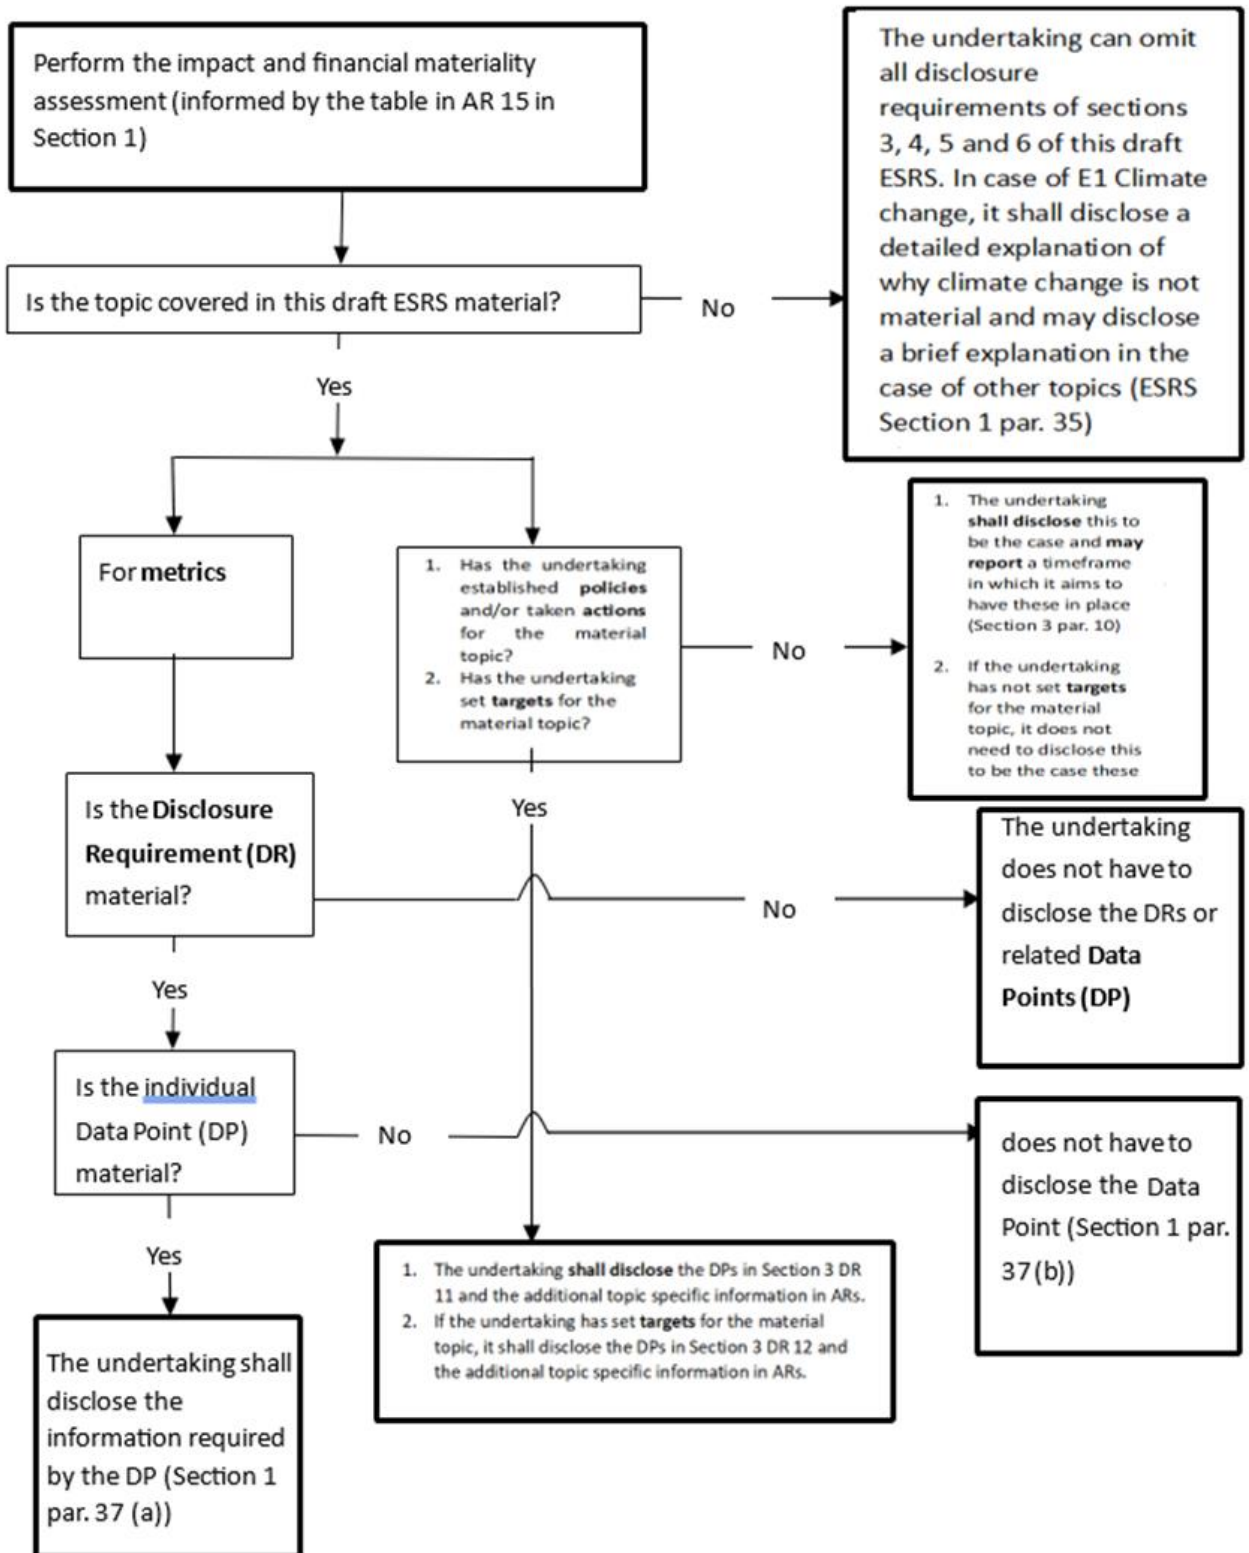 Perform the impact and financial materiality
assessment (informed by the table in AR 15 in
Section 1)
The undertaking can omit
all disclosure
requirements of sections
3, 4, 5 and 6 of this draft
ESRS. In case of E1 Climate
change, it shall disclose a
detailed explanation of
why climate change is not
material and may disclose
a brief explanation in the
case of other topics (ESRS
Section 1 par. 35)
Is the topic covered in this draft ESRS material?
No
Yes
For metrics
1. Has the undertaking
established policies
and/or taken actions
for the material
topic?
2. Has the undertaking
set targets for the
material topic?
No
1. The undertaking
shall disclose this to
be the case and may
report a timeframe
in which it aims to
have these in place
(Section 3 par. 10)
2. If the undertaking
has not set targets
for the material
topic, it does not
need to disclose this
to be the case these
Is the Disclosure
Requirement (DR)
material?
Yes
No
The undertaking
does not have to
disclose the DRs or
related Data
Points (DP)
Yes
Is the individual
Data Point (DP)
material?
No
does not have to
disclose the Data
Point (Section 1 par.
37 (b))
Yes
1. The undertaking shall disclose the DPs in Section 3 DR
11 and the additional topic specific information in ARs.
2. If the undertaking has set targets for the material
topic, it shall disclose the DPs in Section 3 DR 12 and
the additional topic specific information in ARs.
The undertaking shall
disclose the
information required
by the DP (Section 1
par. 37 (a))